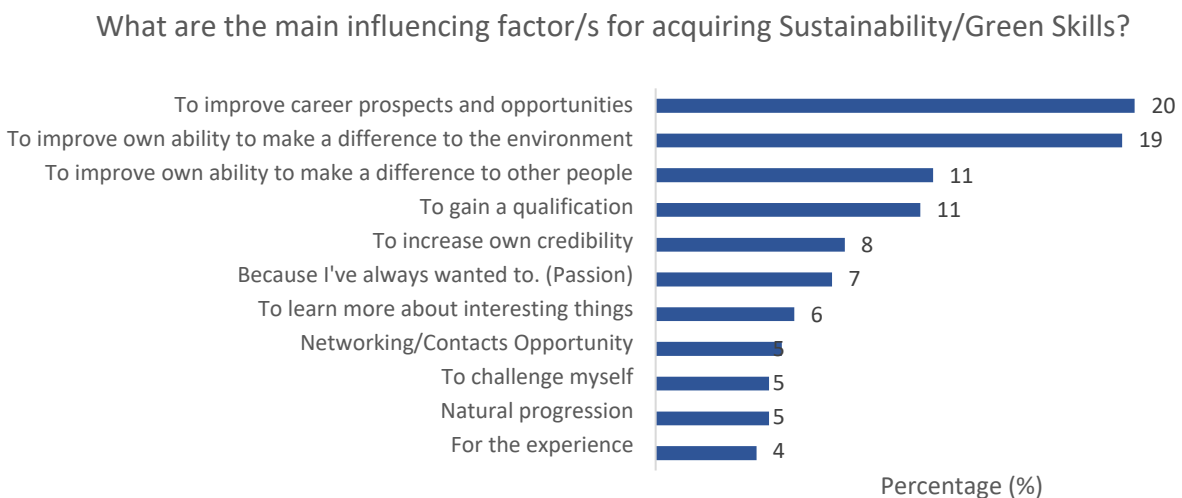 What are the main influencing factor/s for acquiring Sustainability/Green Skills?
To improve career prospects and opportunities 20
To improve own ability to make a difference to the environment 19
To improve own ability to make a difference to other people 11
To gain a qualification 11
To increase own credibility 8
Because I've always wanted to. (Passion) 7
To learn more about interesting things 6
Networking/Contacts Opportunity 5
To challenge myself 5
Natural progression 5
For the experience 4
Percentage (%)